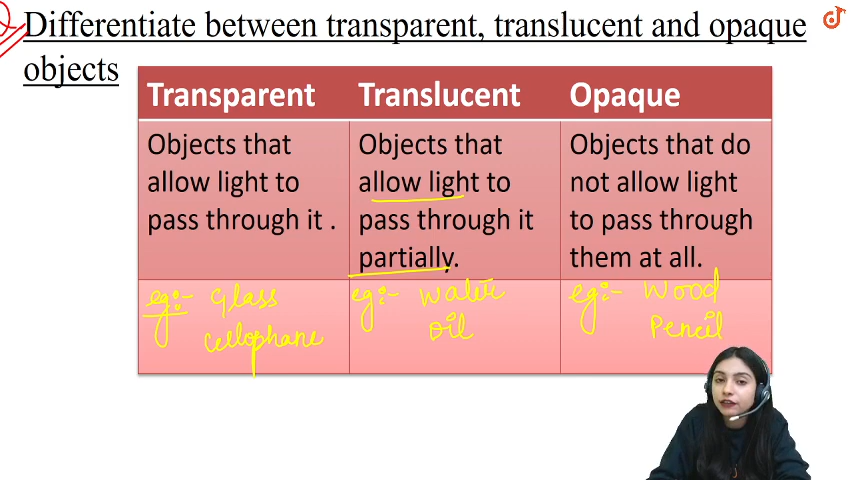 Differentiate between transparent, translucent and opaque
objects
Transparent Translucent Opaque
Objects that
allow light to
pass through it .
Objects that
allow light to
pass through it
partially.
Objects that do
not allow light
to pass through
them at all.
eg:- Glass
Cellophane
eg:- Water
Oil
eg:- Wood
Pencil